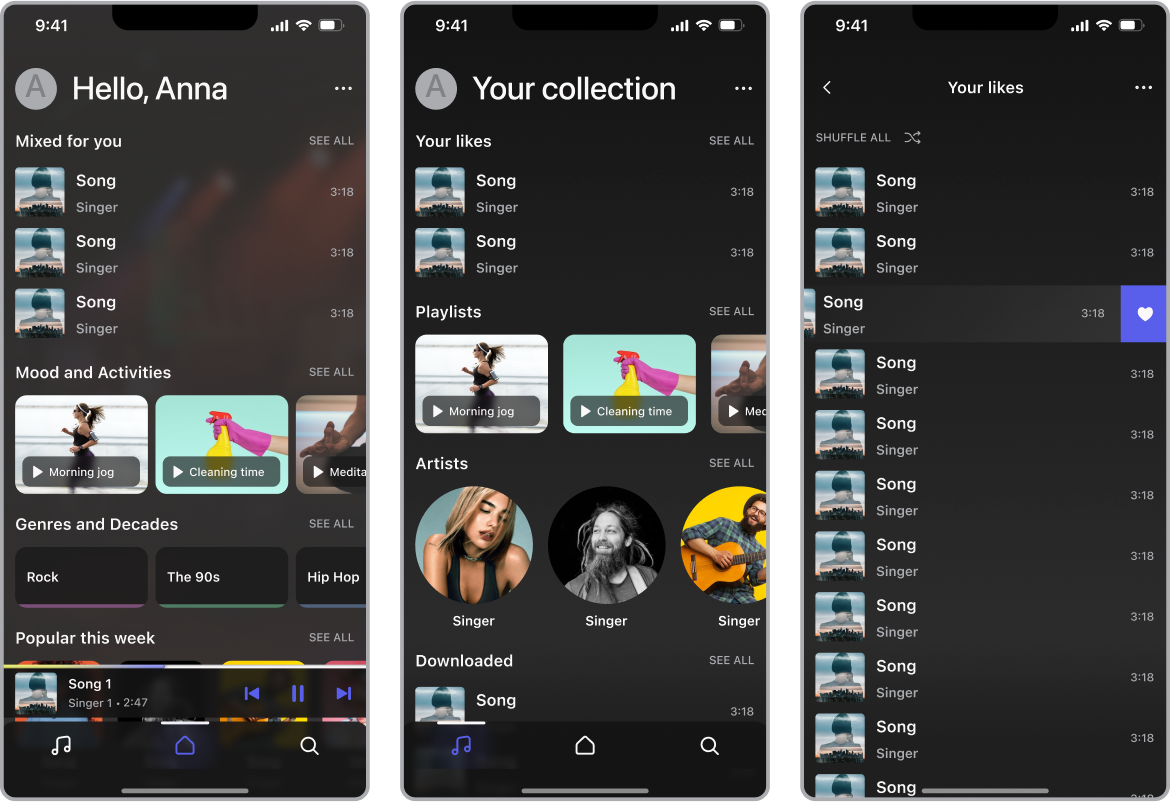 9:41
A Hello, Anna
Mixed for you SEE ALL
Song
Singer
3:18
Song
Singer
3:18
Song
Singer
3:18
Mood and Activities SEE ALL
Morning jog
Cleaning time
Medita
Genres and Decades SEE ALL
Rock
The 90s
Hip Hop
Popular this week SEE ALL
Song 1
Singer 1 • 2:47
9:41
A Your collection
Your likes SEE ALL
Song
Singer
3:18
Song
Singer
3:18
Playlists SEE ALL
Morning jog
Cleaning time
Med
Artists SEE ALL
Singer
Singer
Singer
Downloaded SEE ALL
Song
3:18
9:41
Your likes
SHUFFLE ALL
Song
Singer
3:18
Song
Singer
3:18
Song
Singer
3:18
Song
Singer
3:18
Song
Singer
3:18
Song
Singer
3:18
Song
Singer
3:18
Song
Singer
3:18
Song
Singer
3:18
Song
Singer
3:18
Song
3:18